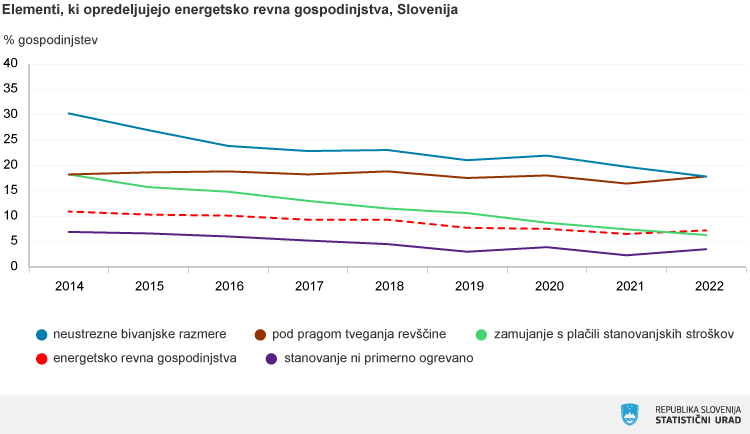 Elementi, ki opredeljujejo energetsko revna gospodinjstva, Slovenija
% gospodinjstev
40
35
30
25
20
15
10
5
0
2014 2015 2016 2017 2018 2019 2020 2021 2022
neustrezne bivanjske razmere pod pragom tveganja revščine zamujanje s plačili stanovanjskih stroškov
energetsko revna gospodinjstva stanovanje ni primerno ogrevano
REPUBLIKA SLOVENIJA
STATISTIČNI URAD